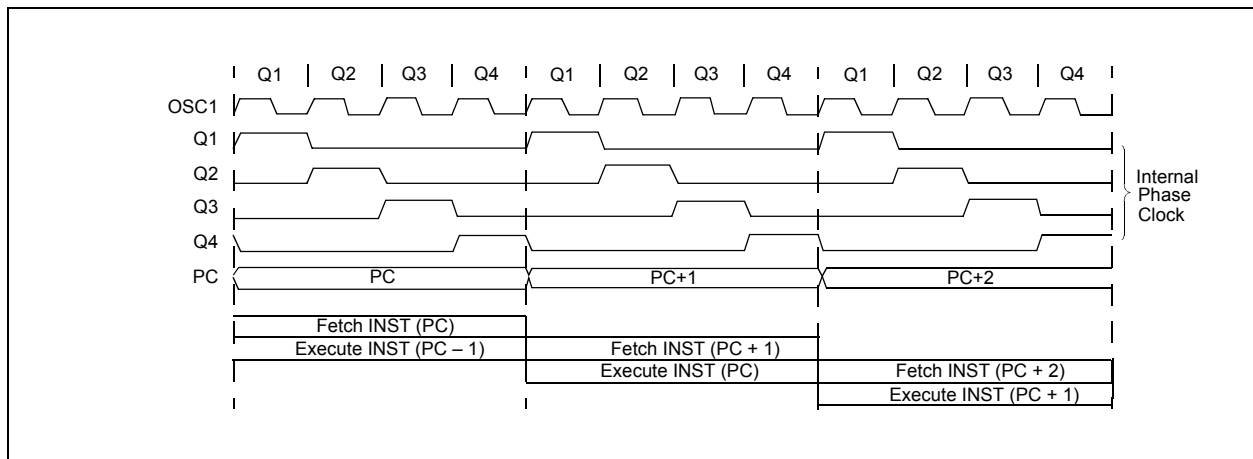 Q1 Q2 Q3 Q4 Q1 Q2 Q3 Q4 Q1 Q2 Q3 Q4
OSC1
Q1
Q2
Q3
Q4
Internal
Phase
Clock
PC PC PC+1 PC+2
Fetch INST (PC)
Execute INST (PC – 1) Fetch INST (PC + 1)
Execute INST (PC) Fetch INST (PC + 2)
Execute INST (PC + 1)